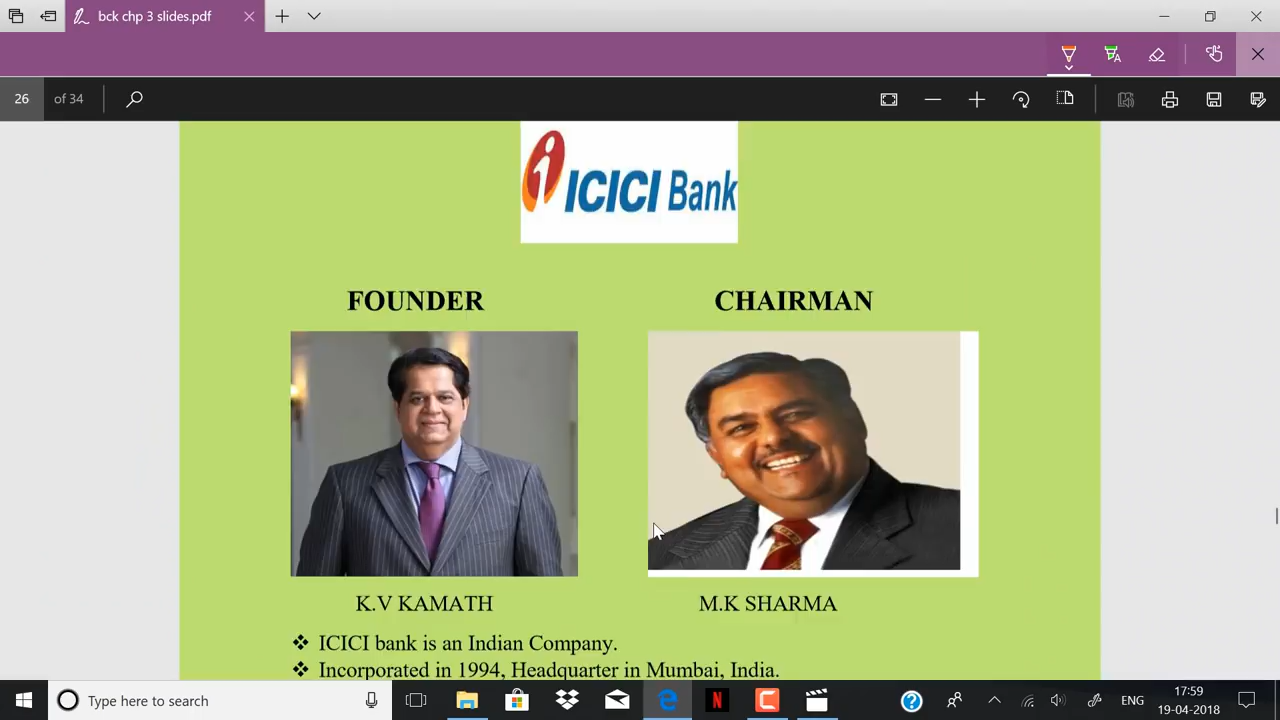 bck chp 3 slides.pdf
26 of 34
i ICICI Bank
FOUNDER CHAIRMAN
K.V KAMATH M.K SHARMA
❖ ICICI bank is an Indian Company.
❖ Incorporated in 1994, Headquarter in Mumbai, India.
Type here to search
ENG
17:59
19-04-2018